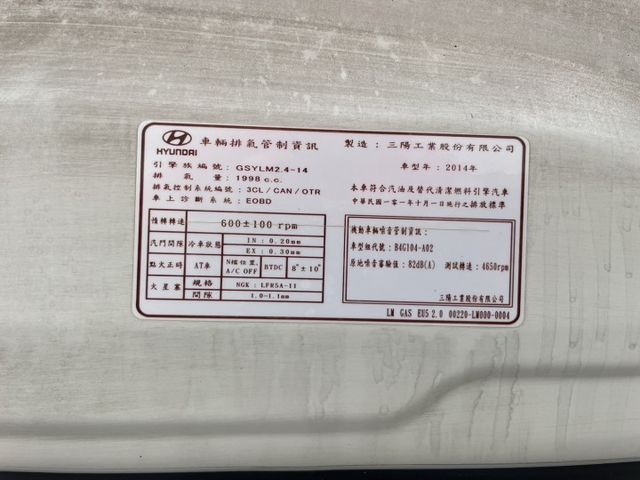 HYUNDAI 車輛排氣管制資訊 製造：三陽工業股份有限公司
引擎族編號：GSYLM2.4-14 車型年：2014年
排氣量：1998 c.c.
排氣控制系統編號：3CL/CAN/OTR 本車符合汽油及替代清潔燃料引擎汽車
車上診斷系統：EOBD 中華民國一○一年十月一日施行之排放標準
惰轉轉速 600±100 rpm
汽門間隙 冷車狀態 IN：0.20mm
EX：0.30mm
點火正時 AT車 N檔位置, A/C OFF BTDC 8°±10°
火星塞 規格 NGK：LFR5A-11
間隙 1.0-1.1mm
機動車輛噪音管制資訊：
車型組代號：B4G104-A02
原地噪音審驗值：82dB(A) 測試轉速：4650rpm
三陽工業股份有限公司
LM GAS EU5 2.0 00220-LM000-0004